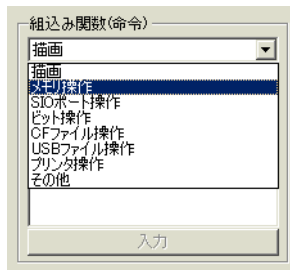 組込み関数(命令)
描画
描画
メモリ操作
SIOポート操作
ビット操作
CFファイル操作
USBファイル操作
プリンタ操作
その他
入力